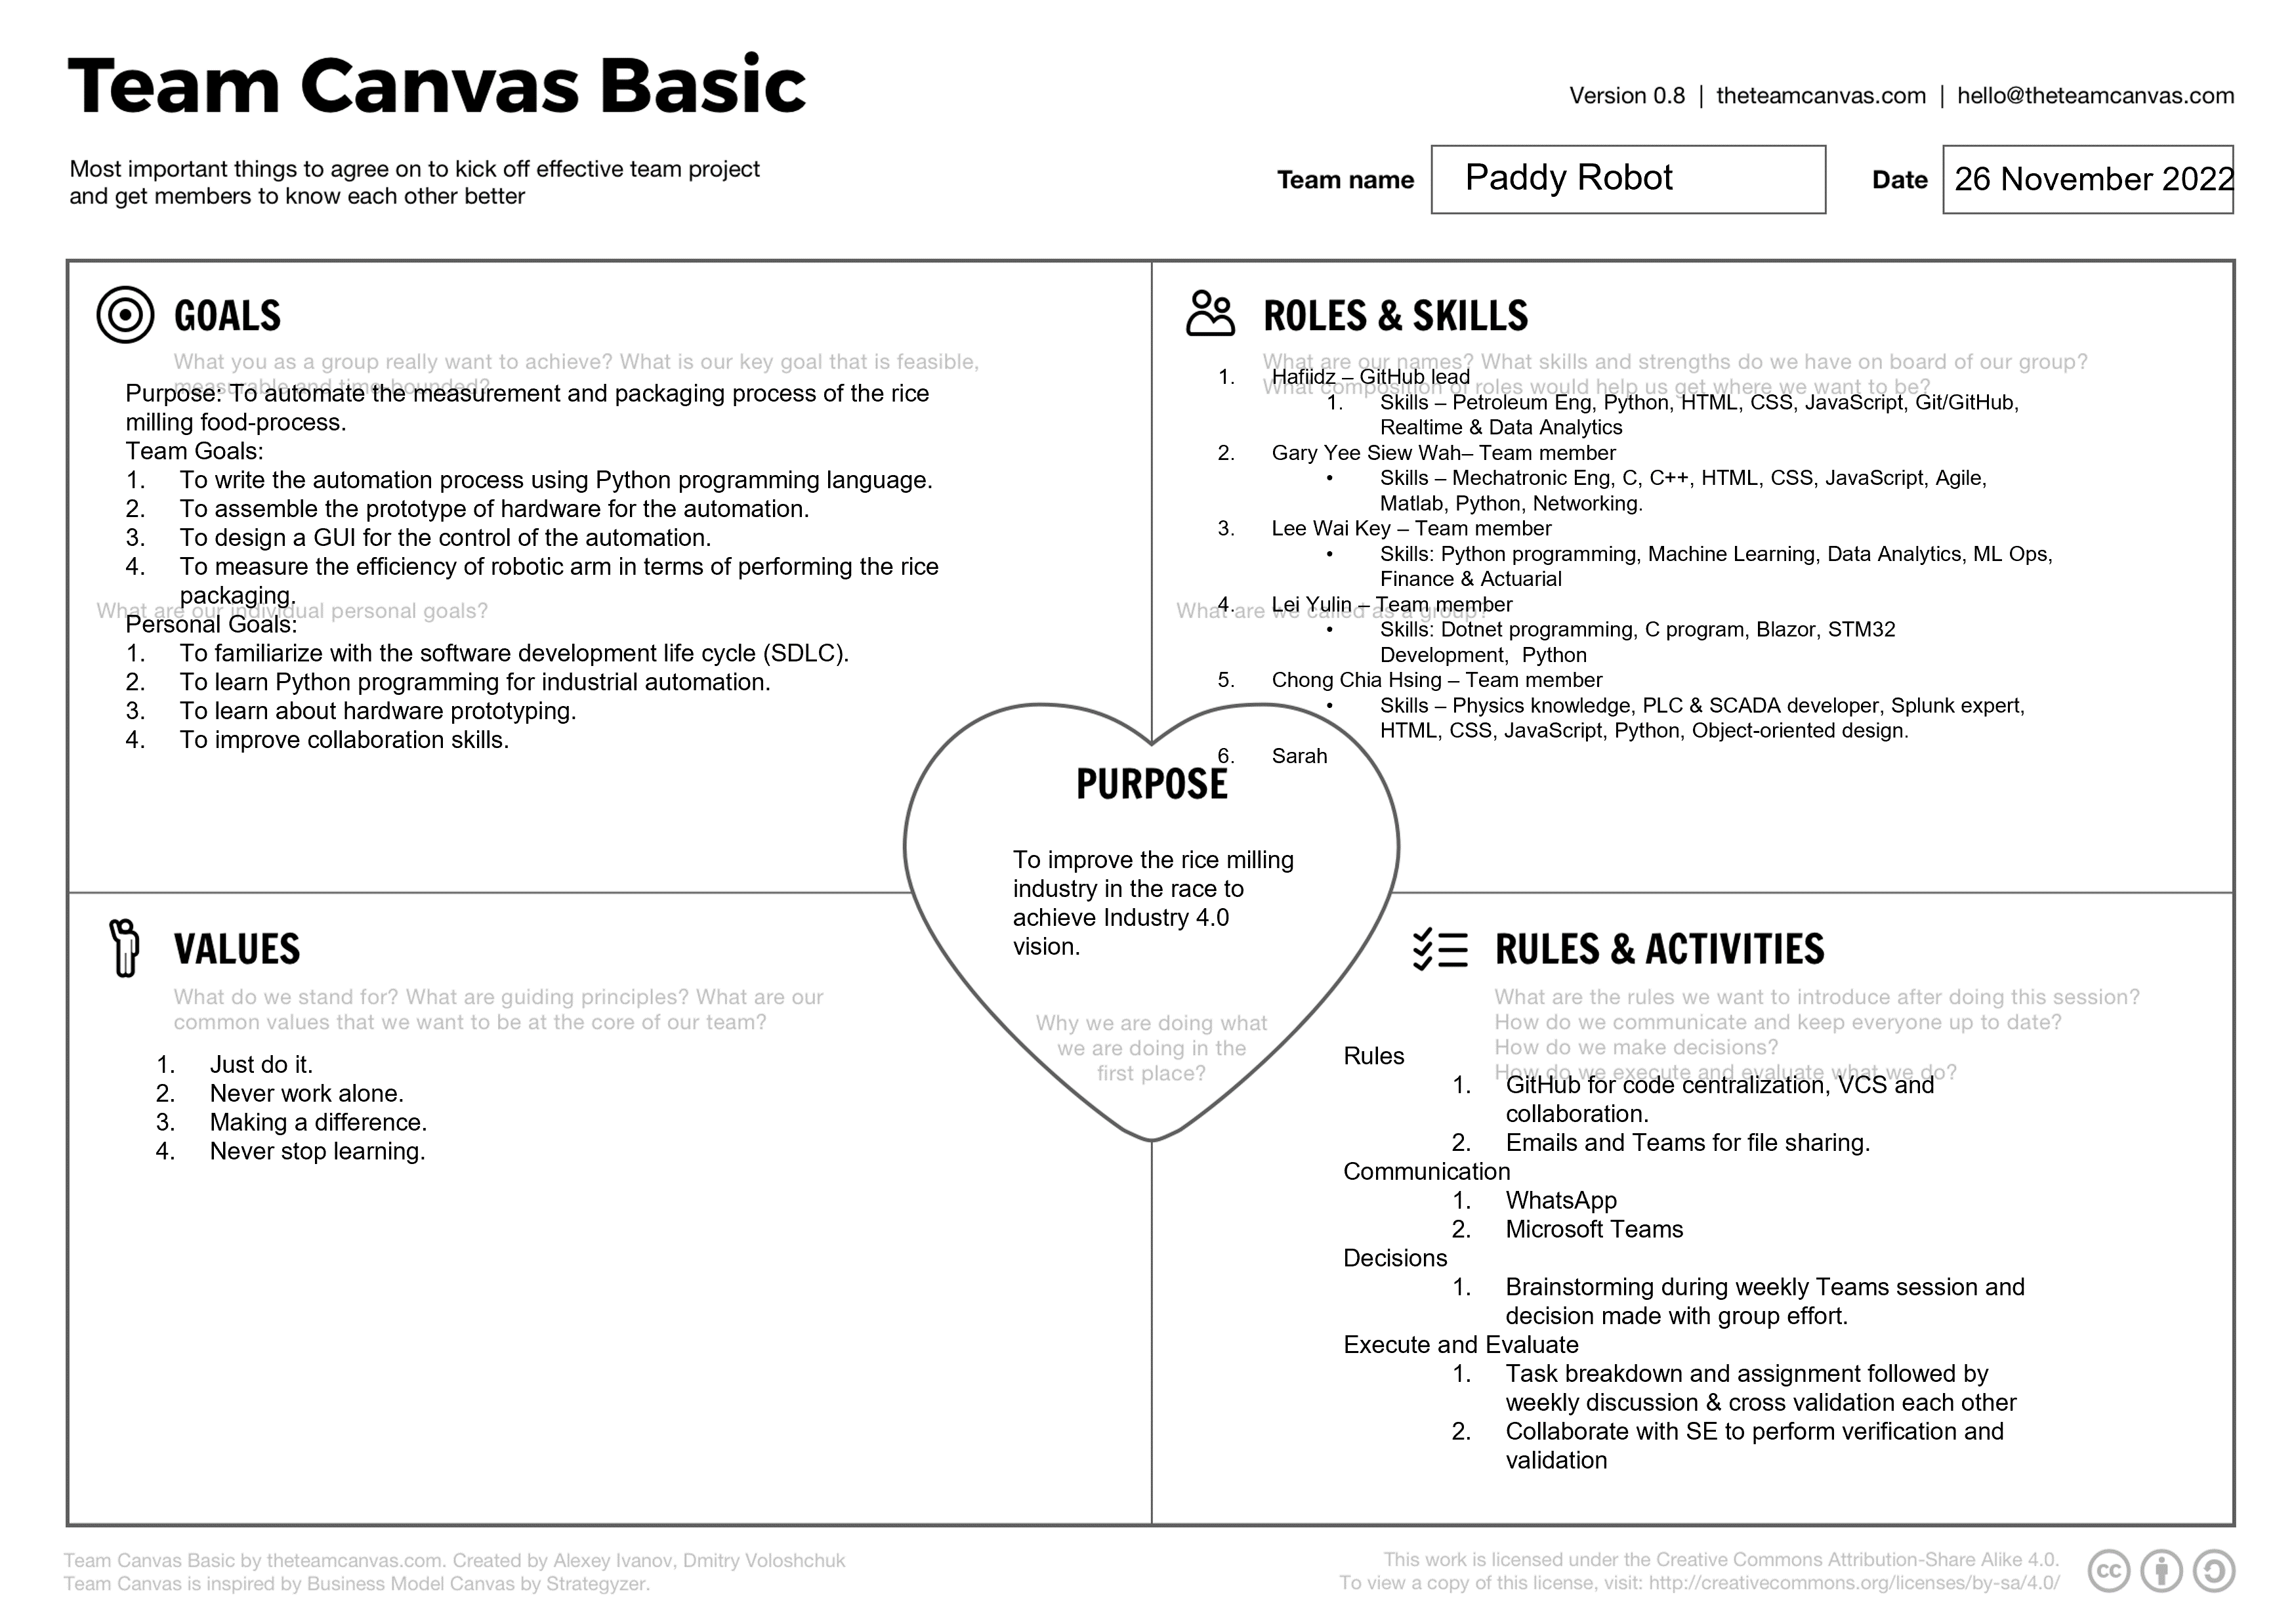 Team Canvas Basic
Version 0.8 | theteamcanvas.com | hello@theteamcanvas.com
Most important things to agree on to kick off effective team project
and get members to know each other better
Team name
Paddy Robot
Date
26 November 2022
GOALS
What you as a group really want to achieve? What is our key goal that is feasible,
measurable and time-bounded?
Purpose: To automate the measurement and packaging process of the rice
milling food-process.
Team Goals:
1. To write the automation process using Python programming language.
2. To assemble the prototype of hardware for the automation.
3. To design a GUI for the control of the automation.
4. To measure the efficiency of robotic arm in terms of performing the rice
packaging.
What are our individual personal goals?
Personal Goals:
1. To familiarize with the software development life cycle (SDLC).
2. To learn Python programming for industrial automation.
3. To learn about hardware prototyping.
4. To improve collaboration skills.
ROLES & SKILLS
What are our names? What skills and strengths do we have on board of our group?
What composition of roles would help us get where we want to be?
1. Hafiidz – GitHub lead
1. Skills – Petroleum Eng, Python, HTML, CSS, JavaScript, Git/GitHub,
Realtime & Data Analytics
2. Gary Yee Siew Wah– Team member
• Skills – Mechatronic Eng, C, C++, HTML, CSS, JavaScript, Agile,
Matlab, Python, Networking.
3. Lee Wai Key – Team member
• Skills: Python programming, Machine Learning, Data Analytics, ML Ops,
Finance & Actuarial
What are we called as a group?
4. Lei Yulin – Team member
• Skills: Dotnet programming, C program, Blazor, STM32
Development, Python
5. Chong Chia Hsing – Team member
• Skills – Physics knowledge, PLC & SCADA developer, Splunk expert,
HTML, CSS, JavaScript, Python, Object-oriented design.
6. Sarah
PURPOSE
To improve the rice milling
industry in the race to
achieve Industry 4.0
vision.
Why we are doing what
we are doing in the
first place?
VALUES
What do we stand for? What are guiding principles? What are our
common values that we want to be at the core of our team?
1. Just do it.
2. Never work alone.
3. Making a difference.
4. Never stop learning.
RULES & ACTIVITIES
What are the rules we want to introduce after doing this session?
How do we communicate and keep everyone up to date?
How do we make decisions?
How do we execute and evaluate what we do?
Rules
1. GitHub for code centralization, VCS and
collaboration.
2. Emails and Teams for file sharing.
Communication
1. WhatsApp
2. Microsoft Teams
Decisions
1. Brainstorming during weekly Teams session and
decision made with group effort.
Execute and Evaluate
1. Task breakdown and assignment followed by
weekly discussion & cross validation each other
2. Collaborate with SE to perform verification and
validation
Team Canvas Basic by theteamcanvas.com. Created by Alexey Ivanov, Dmitry Voloshchuk
Team Canvas is inspired by Business Model Canvas by Strategyzer.
This work is licensed under the Creative Commons Attribution-Share Alike 4.0.
To view a copy of this license, visit: http://creativecommons.org/licenses/by-sa/4.0/
cc